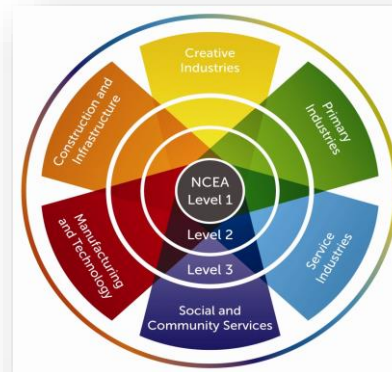 Creative
Industries
Construction and
Infrastructure
Primary
Industries
NCEA
Level 1
Level 2
Level 3
Manufacturing
and Technology
Service
Industries
Social and
Community Services